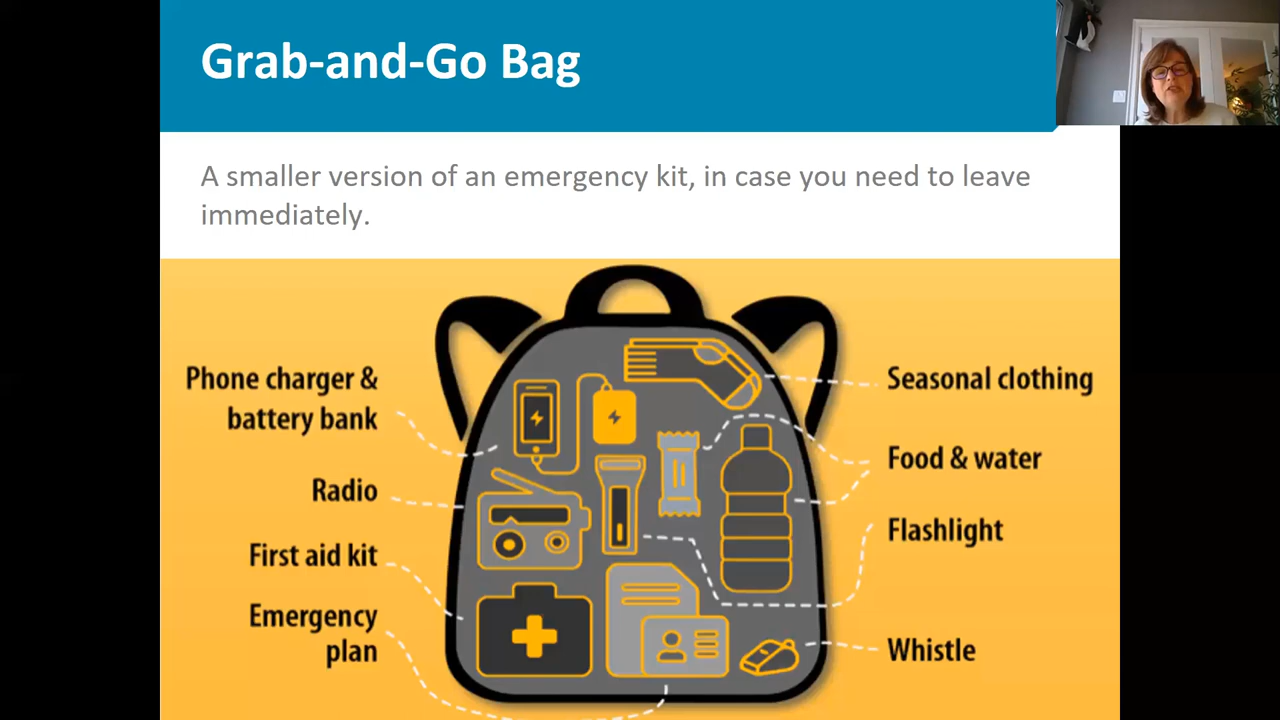 Grab-and-Go Bag
A smaller version of an emergency kit, in case you need to leave
immediately.
Phone charger &
battery bank
Radio
First aid kit
Emergency
plan
Seasonal clothing
Food & water
Flashlight
Whistle